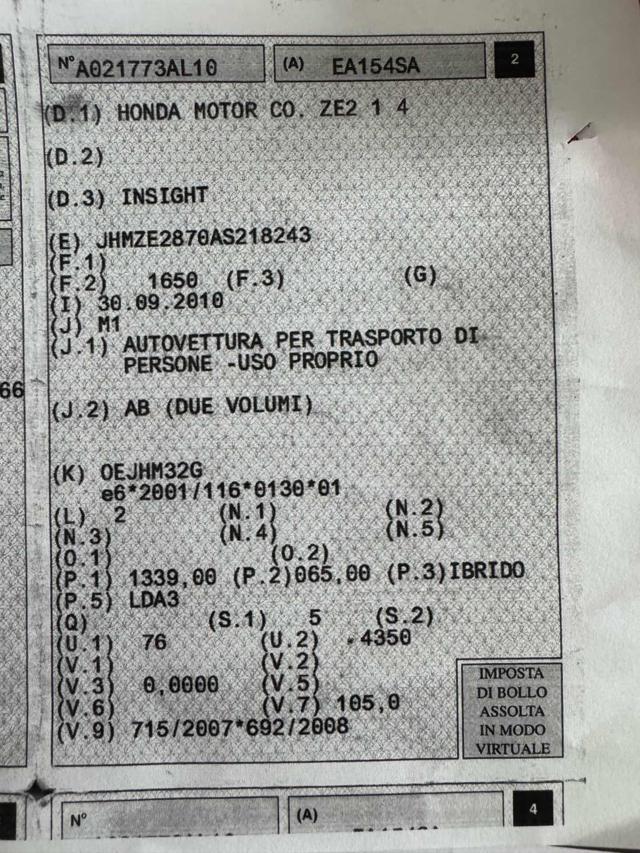 N° A021773AL10 (A) EA154SA 2
(D.1) HONDA MOTOR CO. ZE2 1 4
(D.2)
(D.3) INSIGHT
(E) JHMZE2870AS218243
(F.1)
(F.2) 1650 (F.3) (G)
(I) 30.09.2010
(J) M1
(J.1) AUTOVETTURA PER TRASPORTO DI
PERSONE -USO PROPRIO
(J.2) AB (DUE VOLUMI)
66
(K) OEJHM32G
e6*2001/116*0130*01
(L) 2 (N.1) (N.2)
(N.3) (N.4) (N.5)
(O.1) (O.2)
(P.1) 1339,00 (P.2)065,00 (P.3)IBRIDO
(P.5) LDA3
(Q) (S.1) 5 (S.2)
(U.1) 76 (U.2) 4350
(V.1) (V.2)
(V.3) 0,0000 (V.5)
(V.6) (V.7) 105,0
(V.9) 715/2007*692/2008
IMPOSTA
DI BOLLO
ASSOLTA
IN MODO
VIRTUALE
N° (A) 4